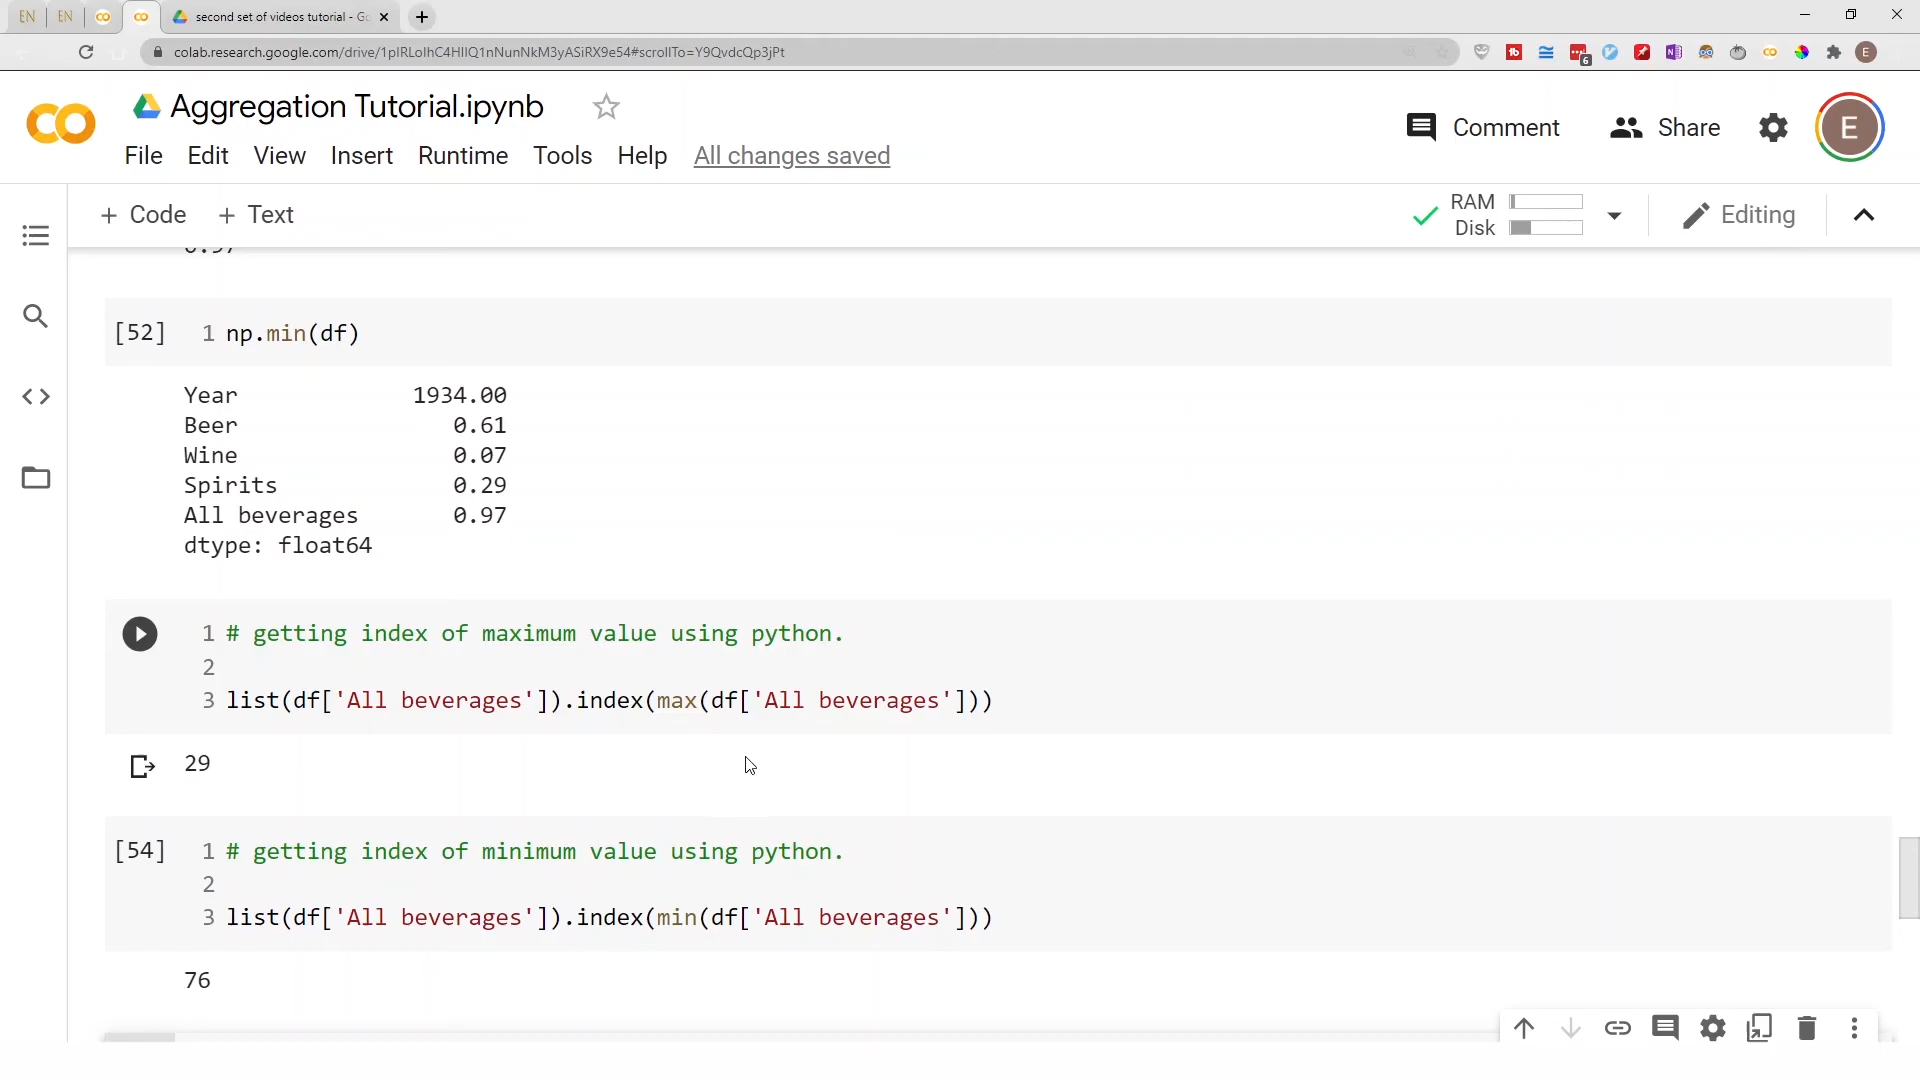 EN EN second set of videos tutorial - Go
colab.research.google.com/drive/1pIRLoIhC4HIIQ1nNunNkM3yASiRX9e54#scrollTo=Y9QvdcQp3jPt
6 E
Aggregation Tutorial.ipynb
Comment Share E
File Edit View Insert Runtime Tools Help All changes saved
+ Code + Text
RAM
Disk
Editing
0.97
[52] 1 np.min(df)
Year 1934.00
Beer 0.61
Wine 0.07
Spirits 0.29
All beverages 0.97
dtype: float64
1 # getting index of maximum value using python.
2
3 list(df['All beverages']).index(max(df['All beverages']))
29
[54] 1 # getting index of minimum value using python.
2
3 list(df['All beverages']).index(min(df['All beverages']))
76